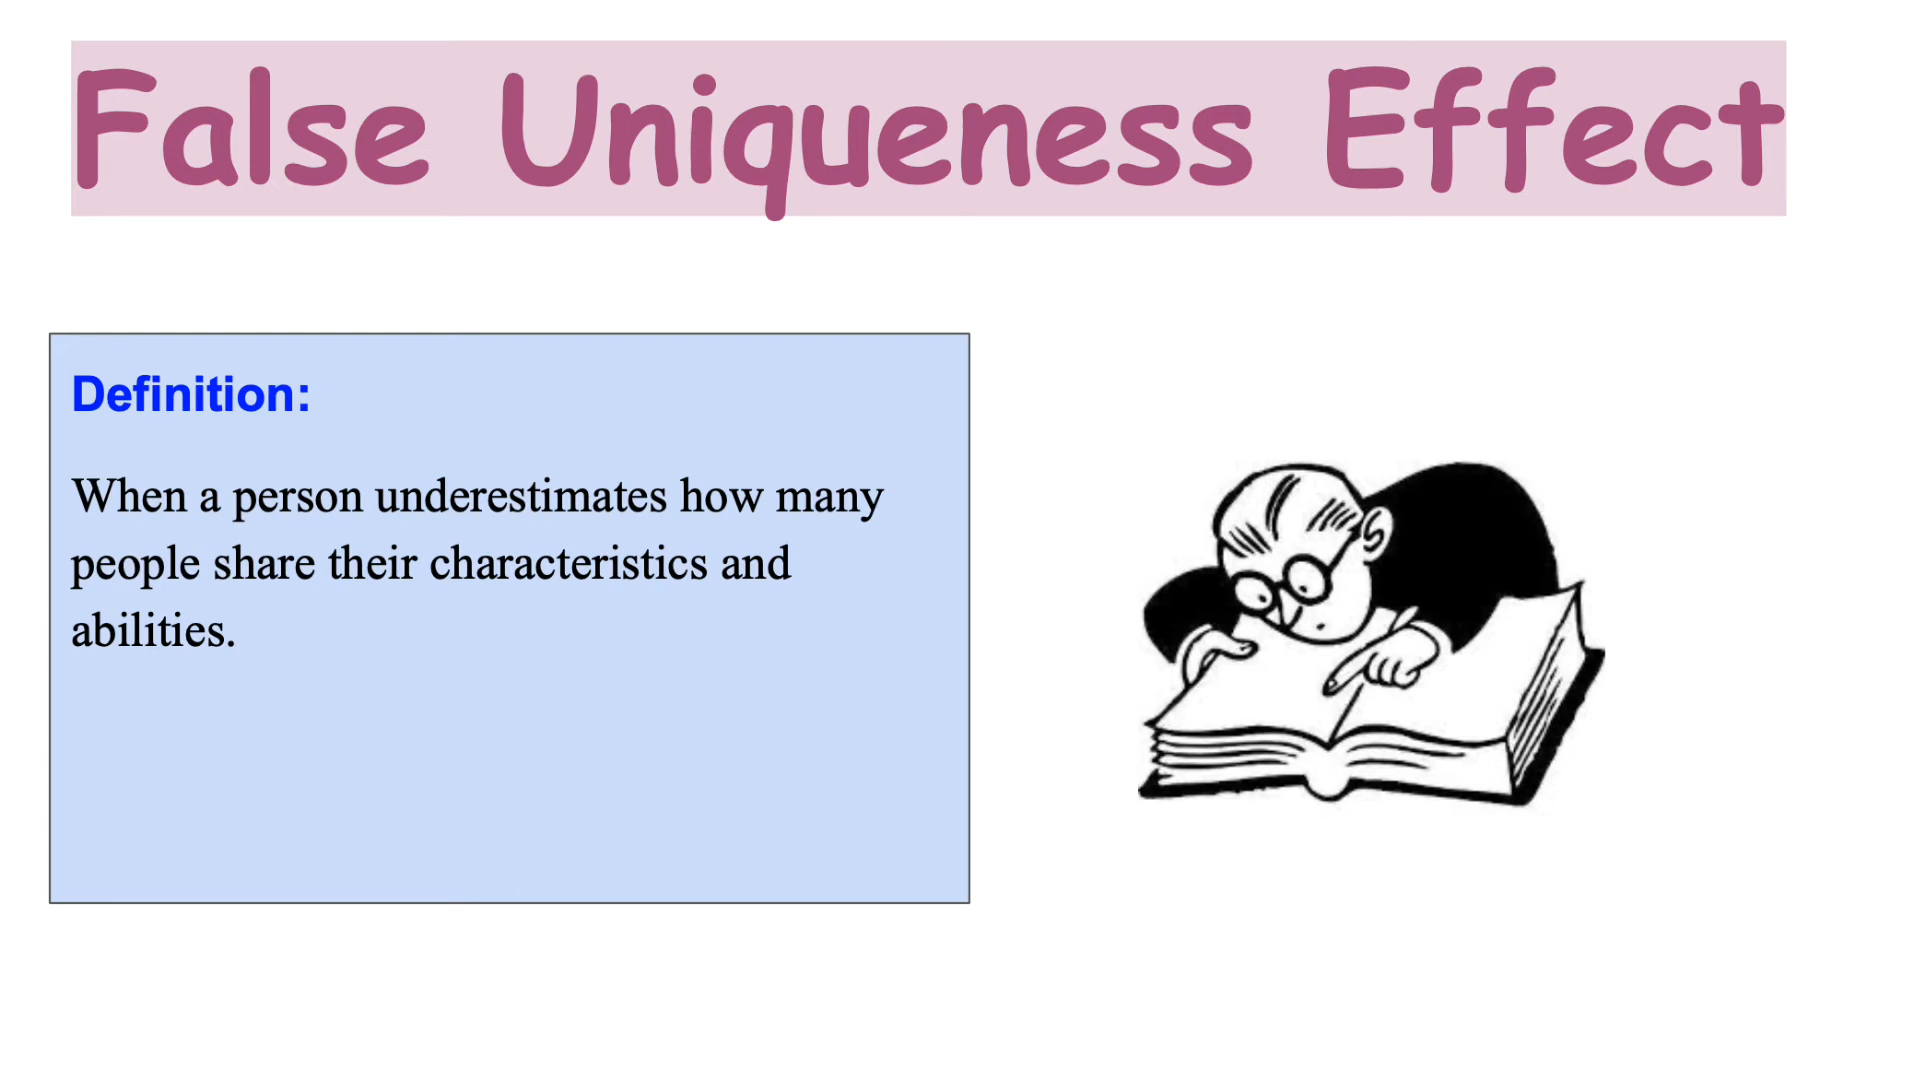 False Uniqueness Effect
Definition:
When a person underestimates how many
people share their characteristics and
abilities.